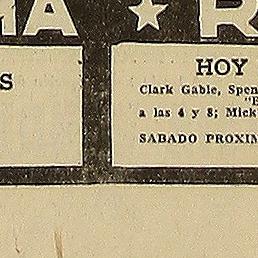 MA ★ R
S
HOY
Clark Gable, Spen
"E
a las 4 y 8; Mick
SABADO PROXIM